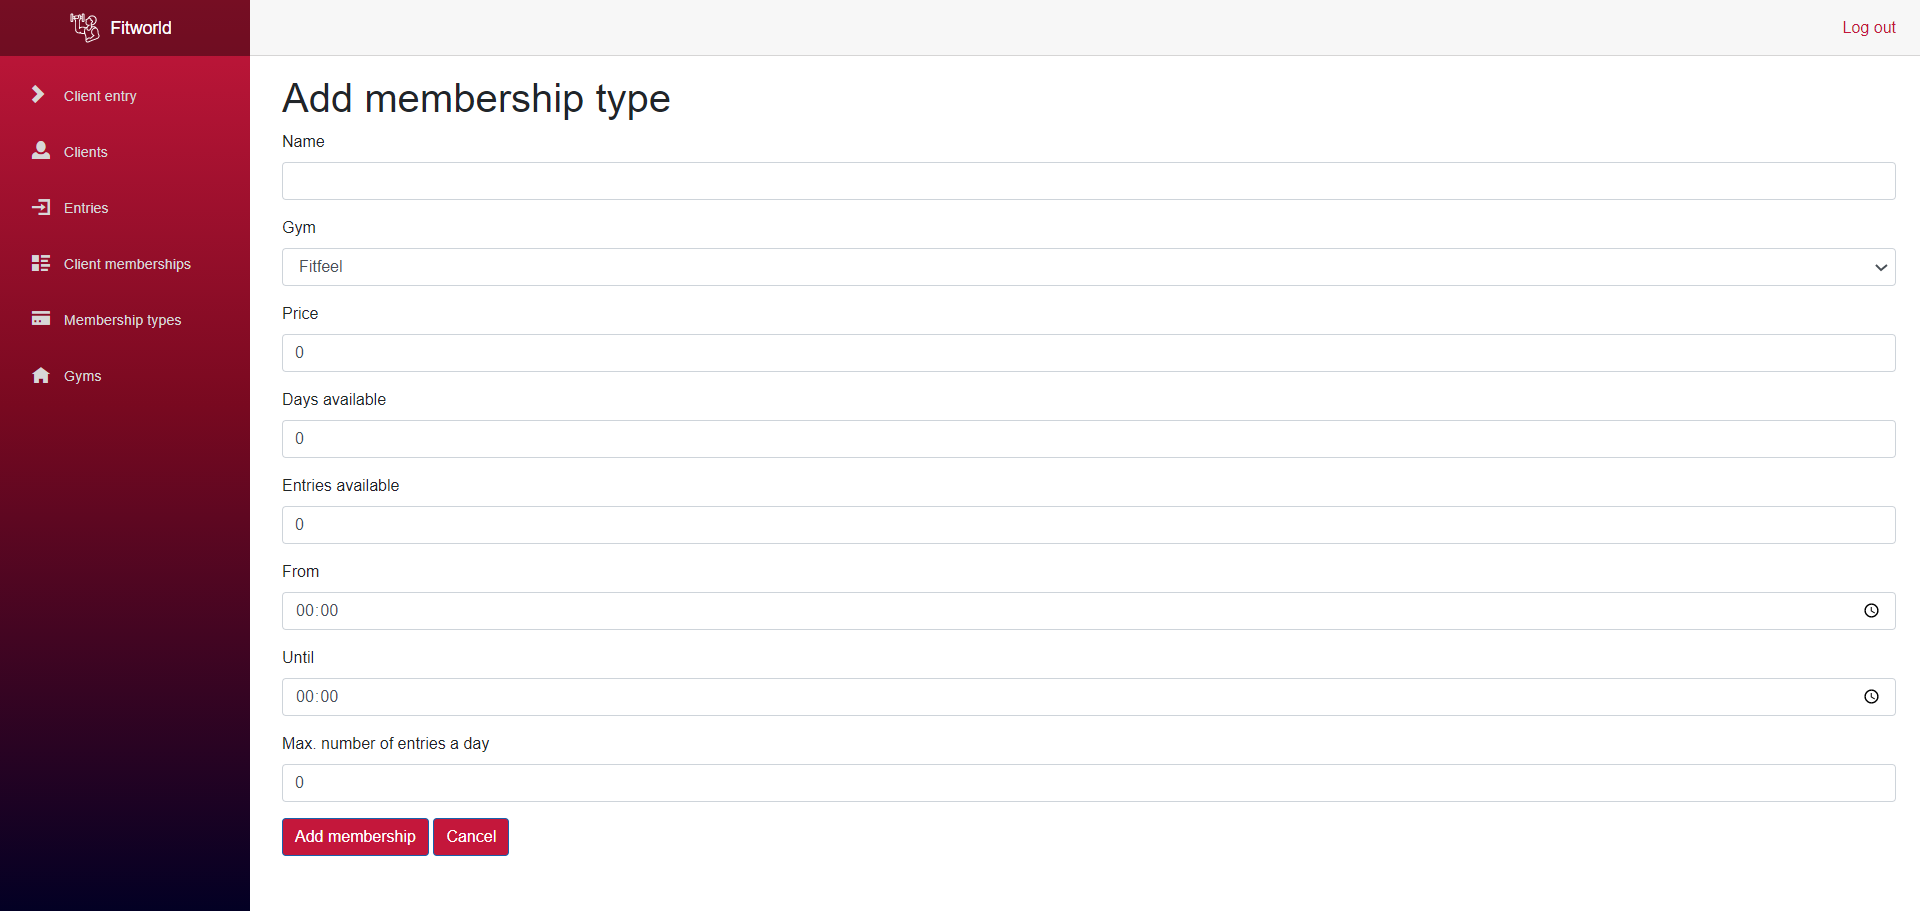 Fitworld
Log out
Client entry
Clients
Entries
Client memberships
Membership types
Gyms
Add membership type
Name
Gym
Fitfeel
Price
0
Days available
0
Entries available
0
From
00:00
Until
00:00
Max. number of entries a day
0
Add membership Cancel